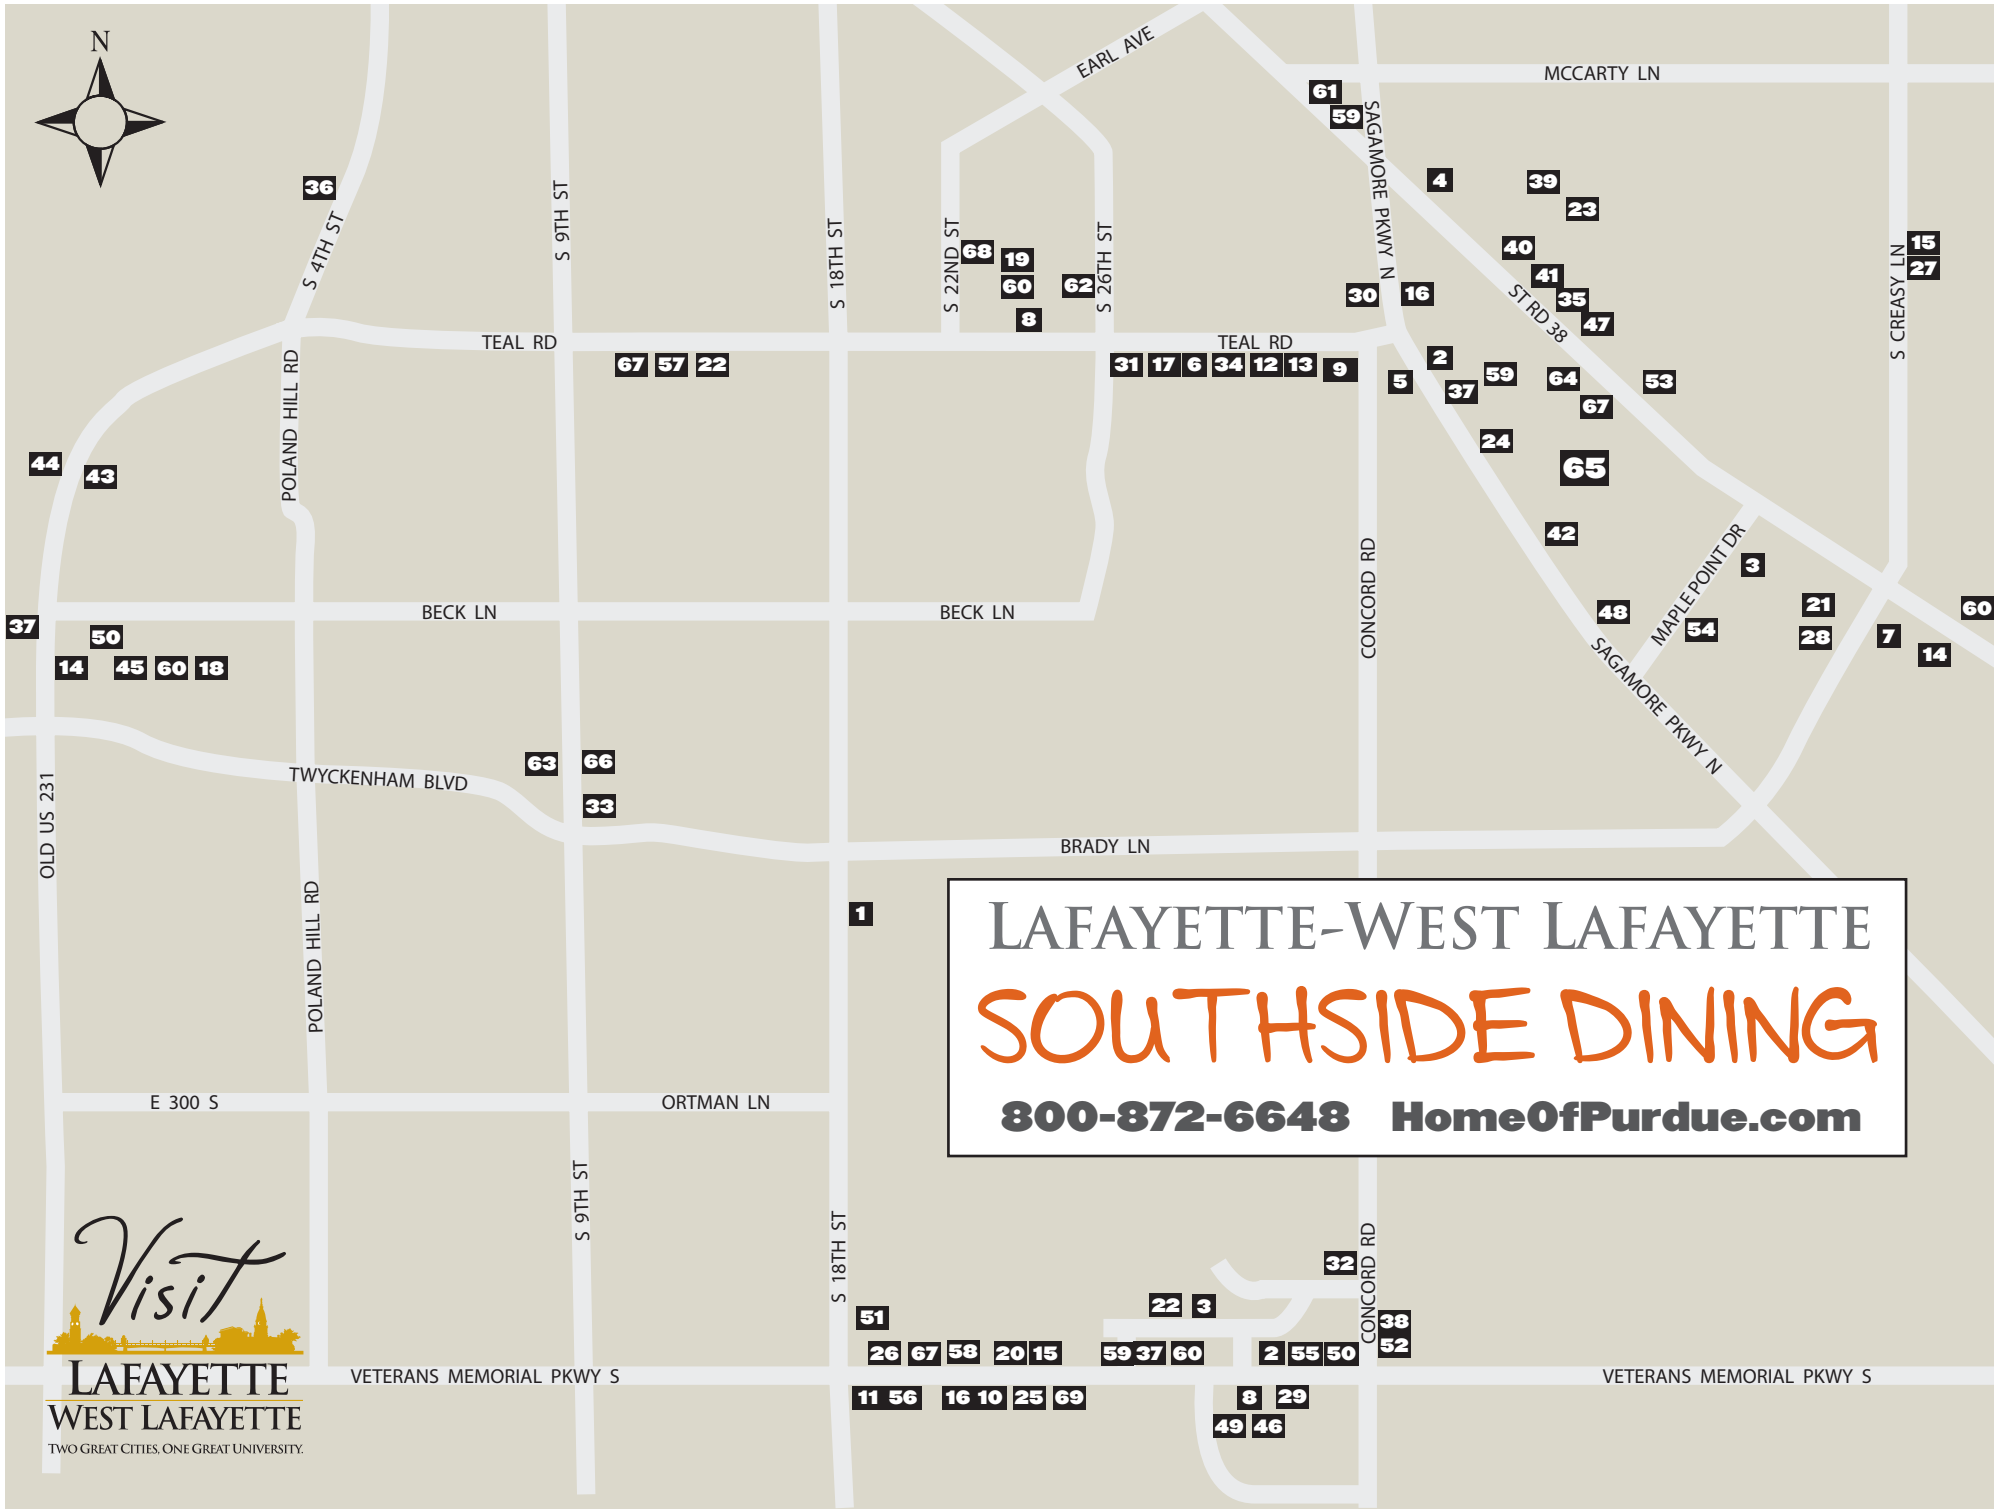 N
EARL AVE
MCCARTY LN
61
59
SAGAMORE PKWY N
36
4
39
23
S 4TH ST
S 9TH ST
S 18TH ST
S 22ND ST
68
19
60
8
62
S 26TH ST
30
16
40
41
35
47
ST RD 38
S CREASY LN
15
27
TEAL RD
TEAL RD
67 57 22
31 17 6 34 12 13 9
5
2
37
59
64
67
53
24
65
POLAND HILL RD
44
43
42
CONCORD RD
MAPLE POINT DR
3
48
54
21
28
7
14
60
BECK LN
BECK LN
37
50
14 45 60 18
SAGAMORE PKWY N
OLD US 231
TWYCKENHAM BLVD
63
66
33
BRADY LN
1
POLAND HILL RD
LAFAYETTE-WEST LAFAYETTE
SOUTHSIDE DINING
800-872-6648 HomeOfPurdue.com
E 300 S
ORTMAN LN
S 9TH ST
S 18TH ST
CONCORD RD
32
22 3
51
38
52
26 67 58 20 15 59 37 60 2 55 50
VETERANS MEMORIAL PKWY S
VETERANS MEMORIAL PKWY S
11 56 16 10 25 69 8 29
49 46
Visit
LAFAYETTE
WEST LAFAYETTE
TWO GREAT CITIES, ONE GREAT UNIVERSITY.